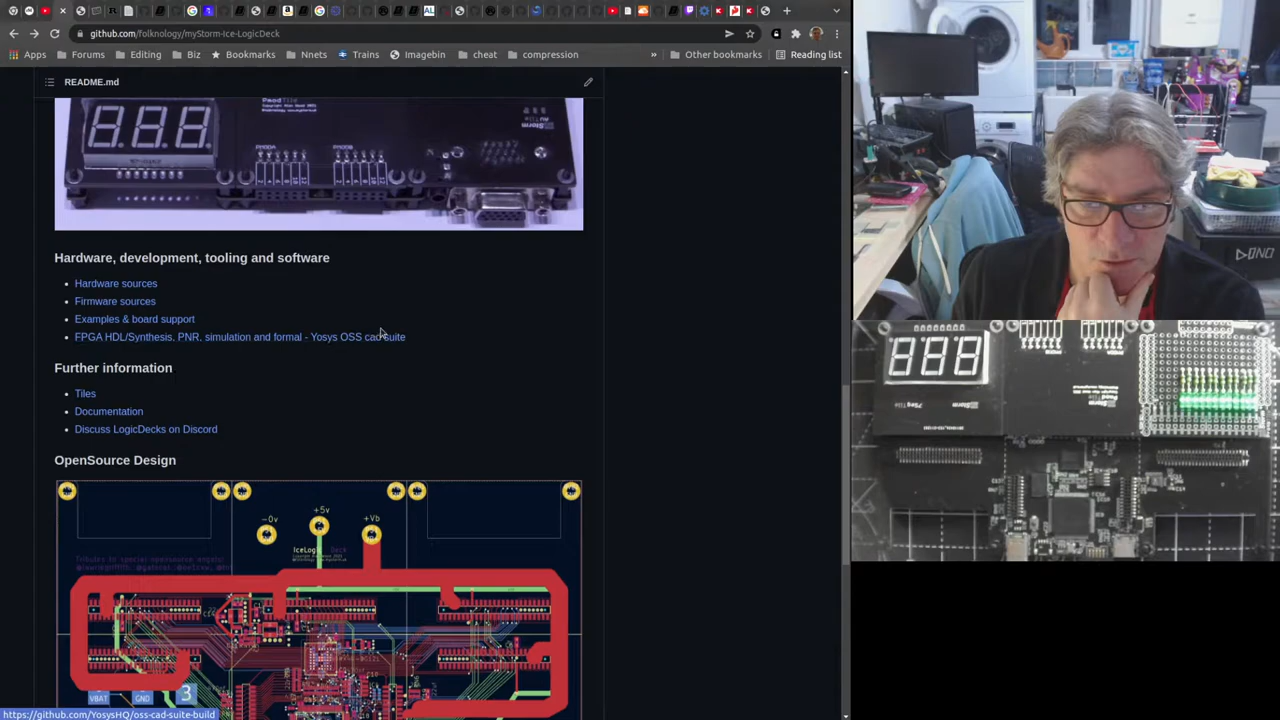 github.com/folknology/myStorm-Ice-LogicDeck
Apps Forums Editing Biz Bookmarks Nnets Trains Imagebin cheat compression » Other bookmarks Reading list
README.md
Hardware, development, tooling and software
Hardware sources
Firmware sources
Examples & board support
FPGA HDL/Synthesis, PNR, simulation and formal - Yosys OSS cad suite
Further information
Tiles
Documentation
Discuss LogicDecks on Discord
OpenSource Design
-0v +5v +Vb
VBAT GND 3
https://github.com/YosysHQ/oss-cad-suite-build